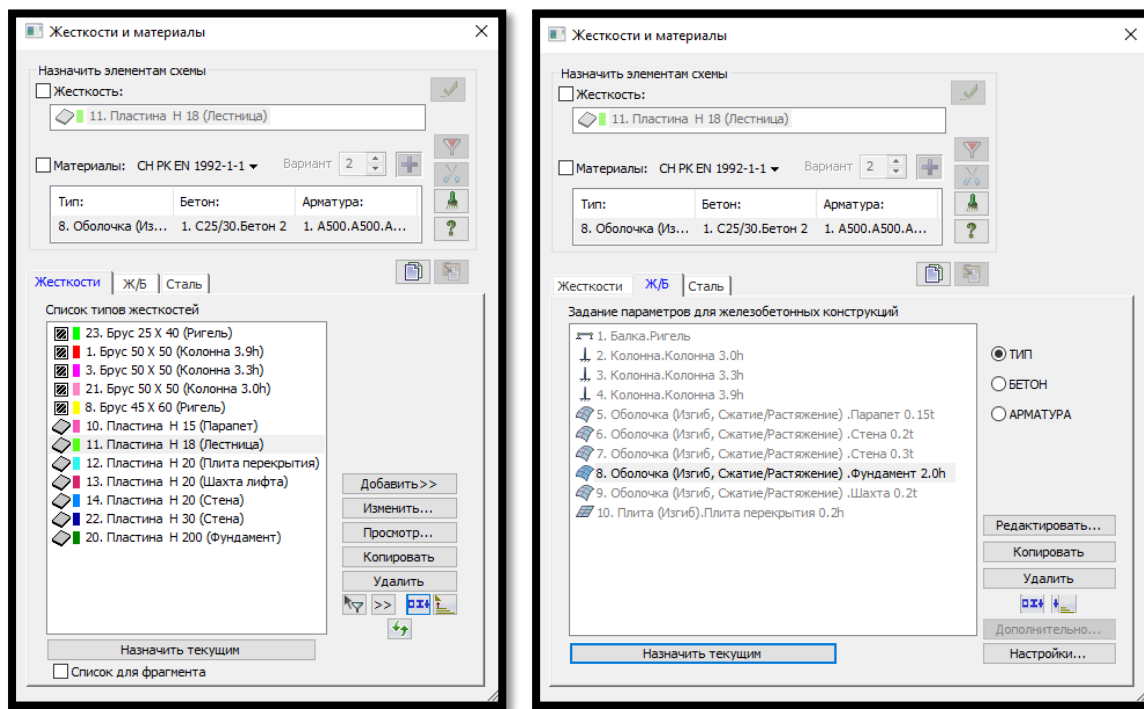 Жесткости и материалы
Назначить элементам схемы
Жесткость:
11. Пластина H 18 (Лестница)
Материалы: СН РК EN 1992-1-1 Вариант 2
Тип: Бетон: Арматура:
8. Оболочка (Из... 1. C25/30.Бетон 2 1. A500.A500.A...
?
Жесткости Ж/Б Сталь
Список типов жесткостей
23. Брус 25 X 40 (Ригель)
1. Брус 50 X 50 (Колонна 3.9h)
3. Брус 50 X 50 (Колонна 3.3h)
21. Брус 50 X 50 (Колонна 3.0h)
8. Брус 45 X 60 (Ригель)
10. Пластина H 15 (Парапет)
11. Пластина H 18 (Лестница)
12. Пластина H 20 (Плита перекрытия)
13. Пластина H 20 (Шахта лифта)
14. Пластина H 20 (Стена)
22. Пластина H 30 (Стена)
20. Пластина H 200 (Фундамент)
Добавить>>
Изменить...
Просмотр...
Копировать
Удалить
>>
Назначить текущим
Список для фрагмента
Жесткости и материалы
Назначить элементам схемы
Жесткость:
11. Пластина H 18 (Лестница)
Материалы: СН РК EN 1992-1-1 Вариант 2
Тип: Бетон: Арматура:
8. Оболочка (Из... 1. C25/30.Бетон 2 1. A500.A500.A...
?
Жесткости Ж/Б Сталь
Задание параметров для железобетонных конструкций
1. Балка.Ригель
2. Колонна.Колонна 3.0h
3. Колонна.Колонна 3.3h
4. Колонна.Колонна 3.9h
5. Оболочка (Изгиб, Сжатие/Растяжение) .Парапет 0.15t
6. Оболочка (Изгиб, Сжатие/Растяжение) .Стена 0.2t
7. Оболочка (Изгиб, Сжатие/Растяжение) .Стена 0.3t
8. Оболочка (Изгиб, Сжатие/Растяжение) .Фундамент 2.0h
9. Оболочка (Изгиб, Сжатие/Растяжение) .Шахта 0.2t
10. Плита (Изгиб).Плита перекрытия 0.2h
ТИП
БЕТОН
АРМАТУРА
Редактировать...
Копировать
Удалить
Дополнительно...
Назначить текущим
Настройки...